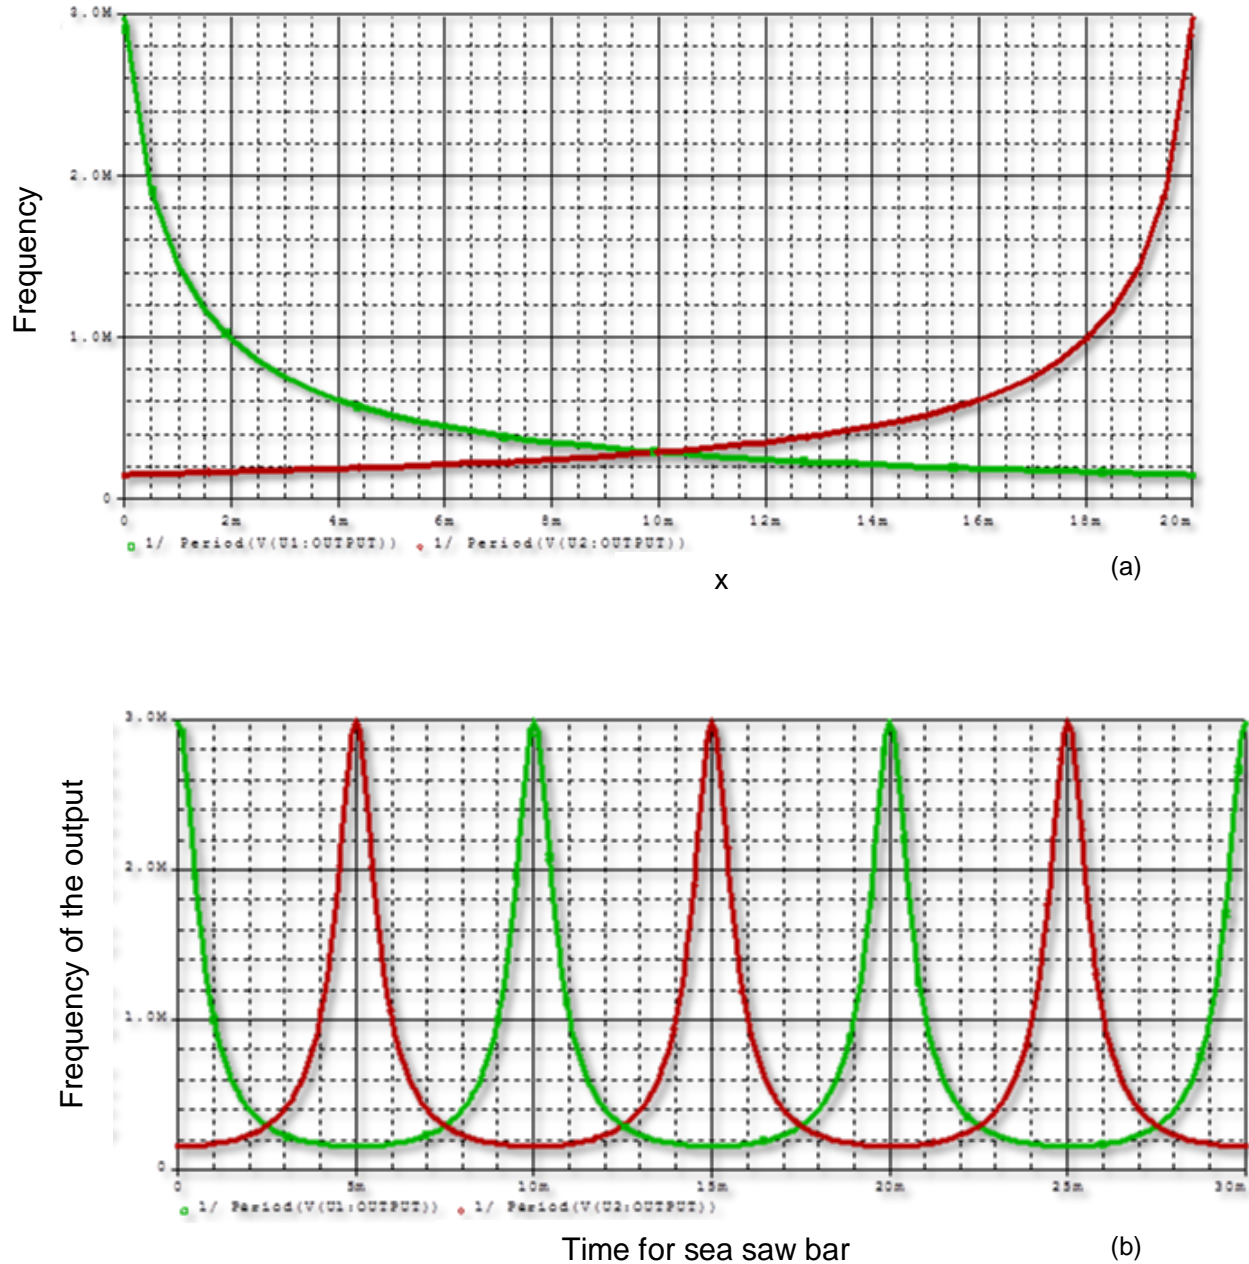 3.0M
Frequency
2.0M
1.0M
0
0 2m 4m 6m 8m 10m 12m 14m 16m 18m 20m
1/ Period(V(U1:OUTPUT)) 1/ Period(V(U2:OUTPUT))
x
(a)
3.0M
Frequency of the output
2.0M
1.0M
0
0 5m 10m 15m 20m 25m 30m
1/ Period(V(U1:OUTPUT)) 1/ Period(V(U2:OUTPUT))
Time for sea saw bar
(b)